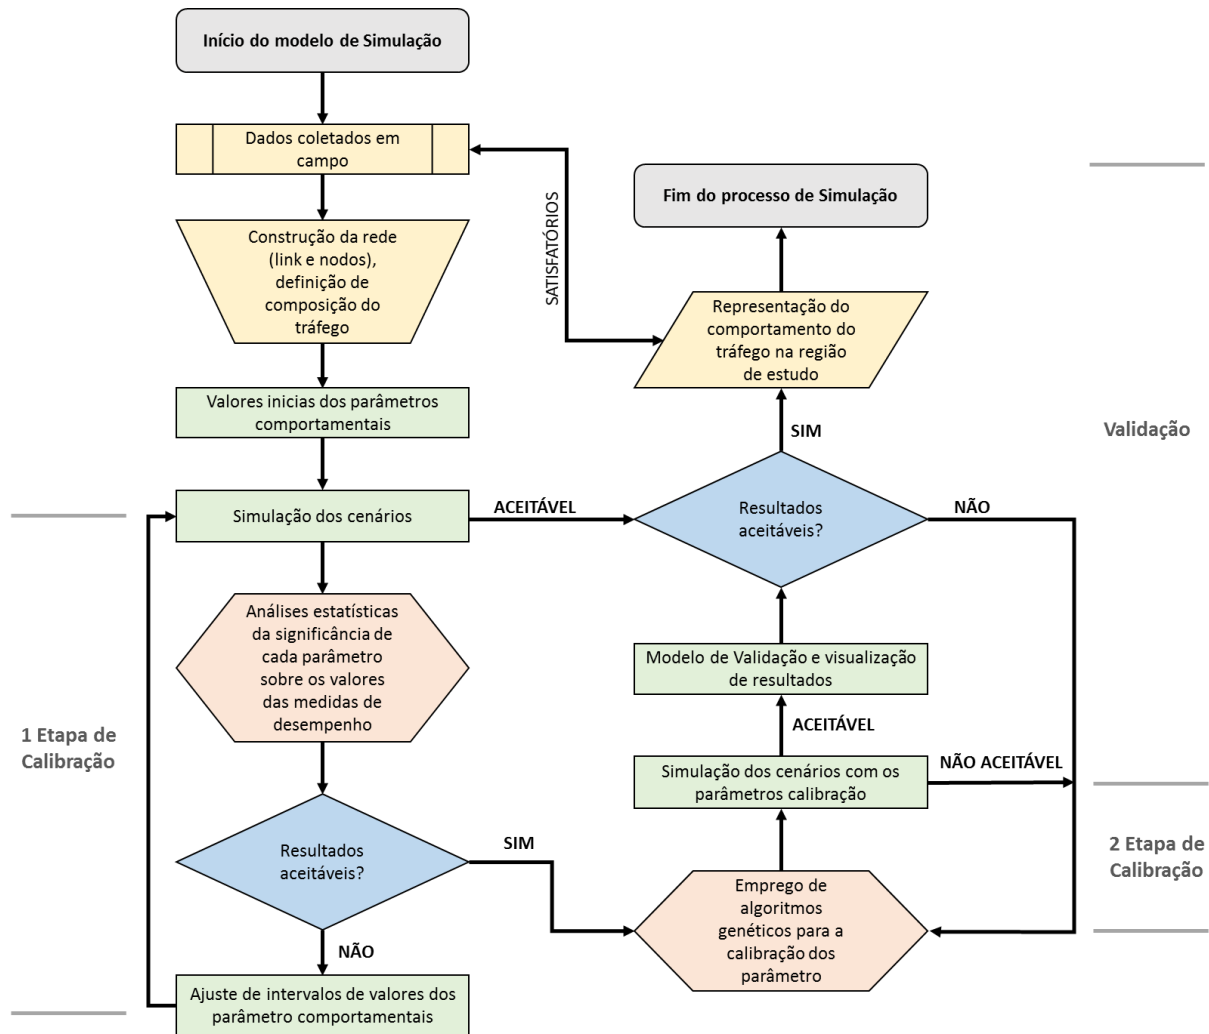 Início do modelo de Simulação
Dados coletados em
campo
Construção da rede
(link e nodos),
definição de
composição do
tráfego
Valores inicias dos parâmetros
comportamentais
Simulação dos cenários
ACEITÁVEL
Análises estatísticas
da significância de
cada parâmetro
sobre os valores
das medidas de
desempenho
1 Etapa de
Calibração
Resultados
aceitáveis?
SIM
NÃO
Ajuste de intervalos de valores dos
parâmetro comportamentais
SATISFATÓRIOS
Fim do processo de Simulação
Representação do
comportamento do
tráfego na região
de estudo
SIM
Validação
Resultados
aceitáveis?
NÃO
Modelo de Validação e visualização
de resultados
ACEITÁVEL
Simulação dos cenários com os
parâmetros calibração
NÃO ACEITÁVEL
2 Etapa de
Calibração
Emprego de
algoritmos
genéticos para a
calibração dos
parâmetro